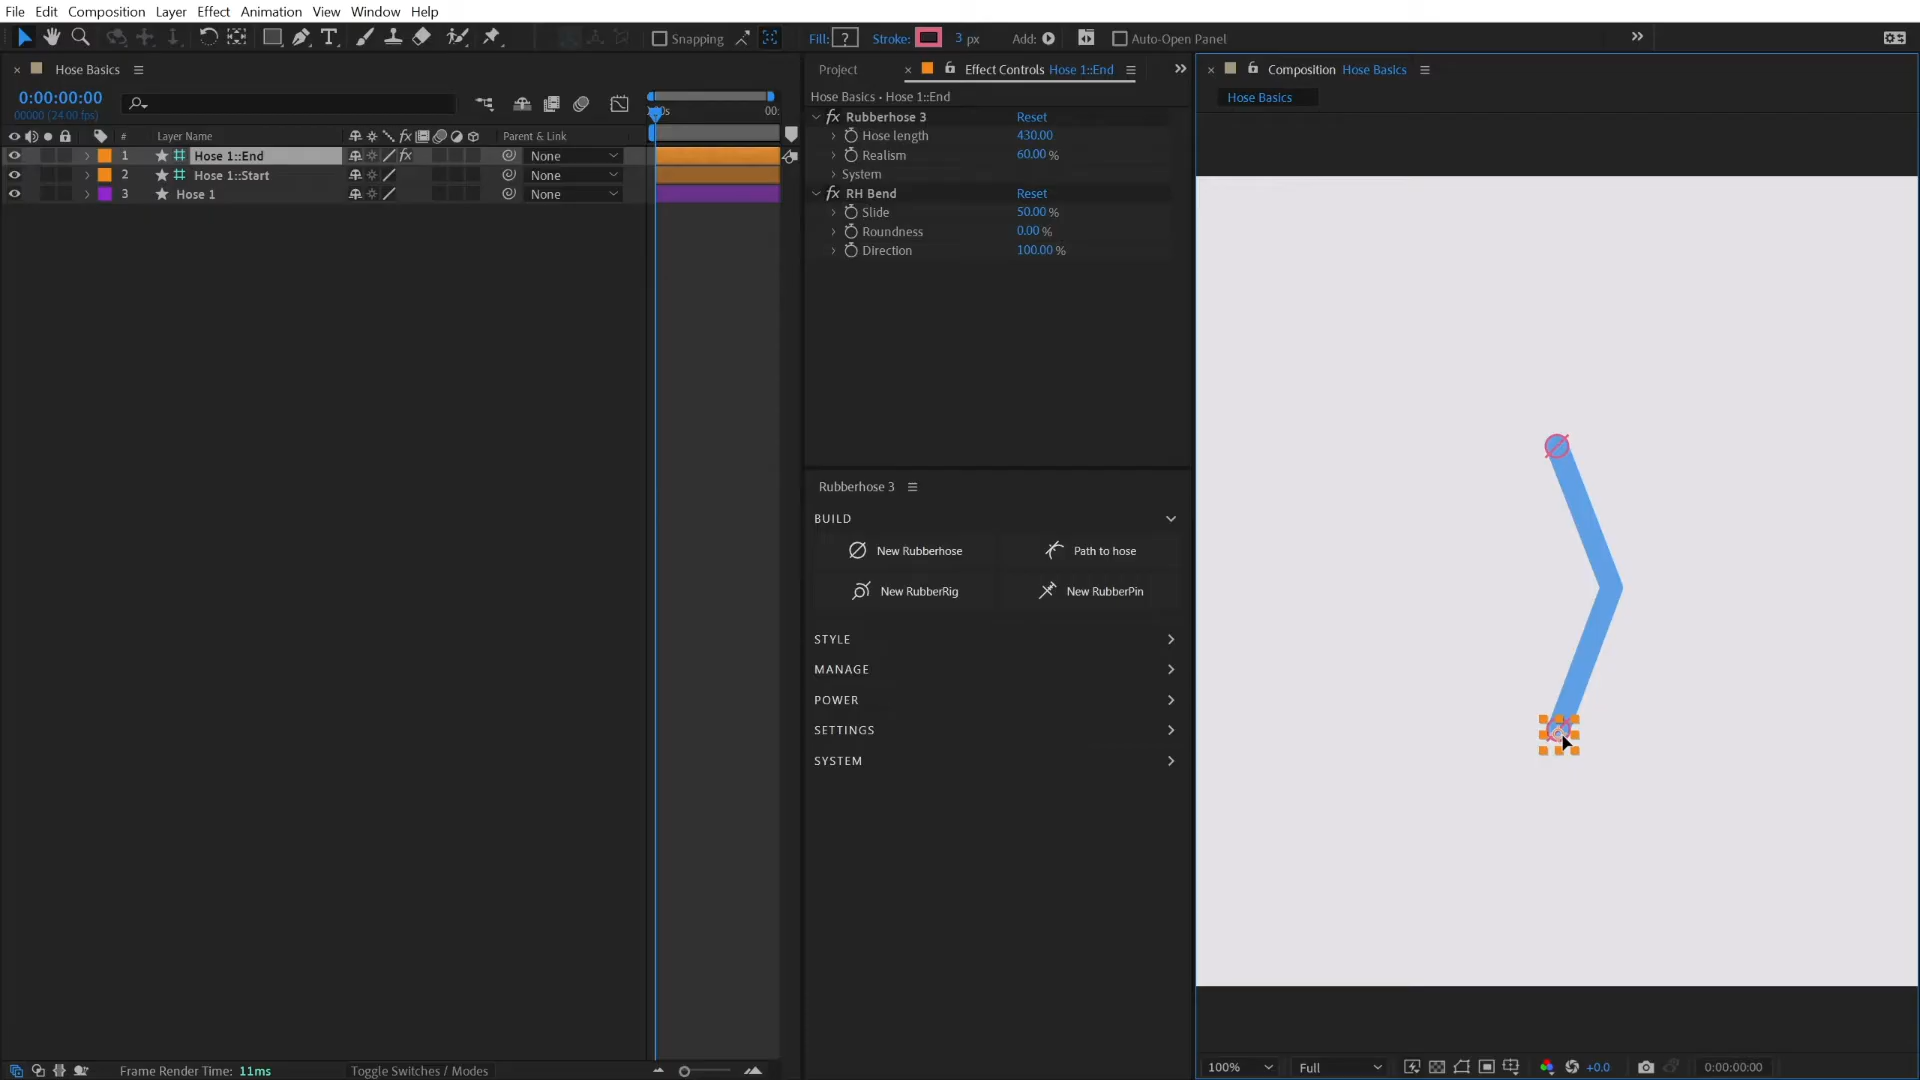 File Edit Composition Layer Effect Animation View Window Help
Snapping Fill: ? Stroke: 3 px Add: Auto-Open Panel
Hose Basics
0:00:00:00
00000 (24.00 fps)
# Layer Name Parent & Link
1 Hose 1::End None
2 Hose 1::Start None
3 Hose 1 None
Frame Render Time: 11ms Toggle Switches / Modes
Project Effect Controls Hose 1::End
Hose Basics • Hose 1::End
fx Rubberhose 3 Reset
Hose length 430.00
Realism 60.00 %
System
fx RH Bend Reset
Slide 50.00 %
Roundness 0.00 %
Direction 100.00 %
Rubberhose 3
BUILD
New Rubberhose Path to hose
New RubberRig New RubberPin
STYLE
MANAGE
POWER
SETTINGS
SYSTEM
Composition Hose Basics
Hose Basics
100% Full +0.0 0:00:00:00